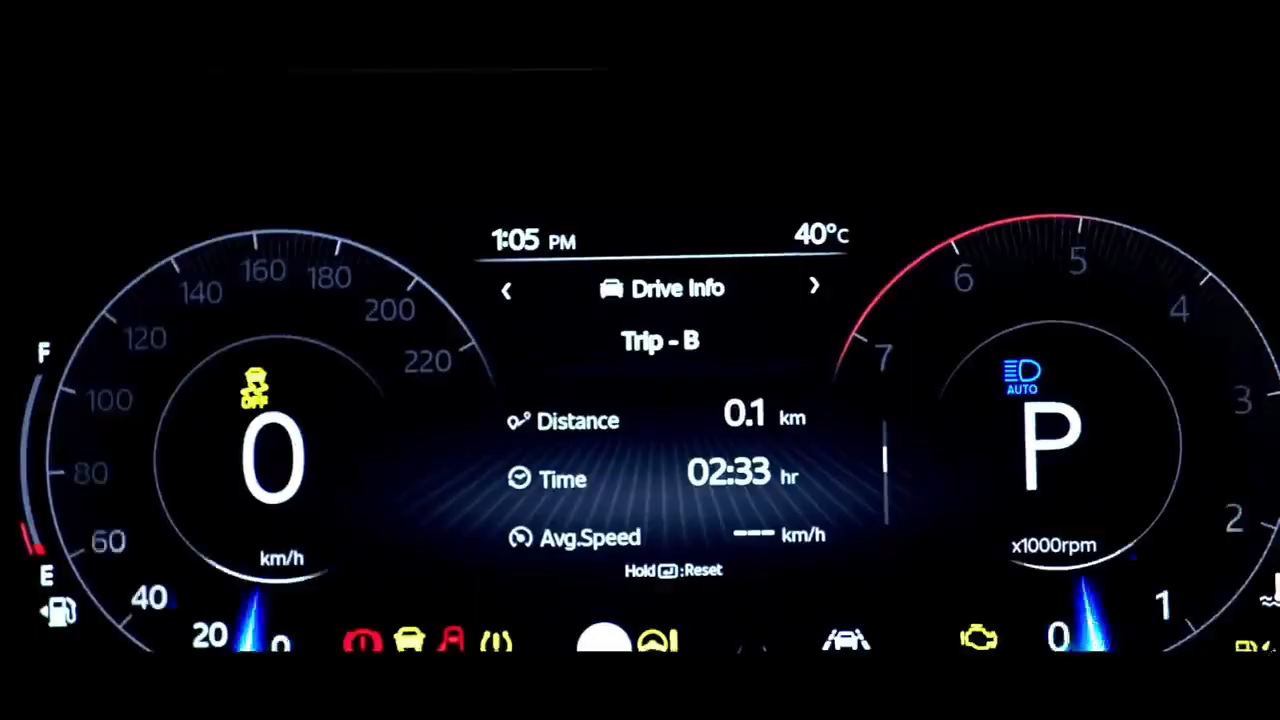 1:05 PM 40°C
‹ Drive Info ›
Trip - B
Distance 0.1 km
Time 02:33 hr
Avg.Speed --- km/h
Hold :Reset
F
E
0
20
40
60
80
100
120
140
160
180
200
220
OFF
0
km/h
AUTO
P
x1000rpm
0
1
2
3
4
5
6
7